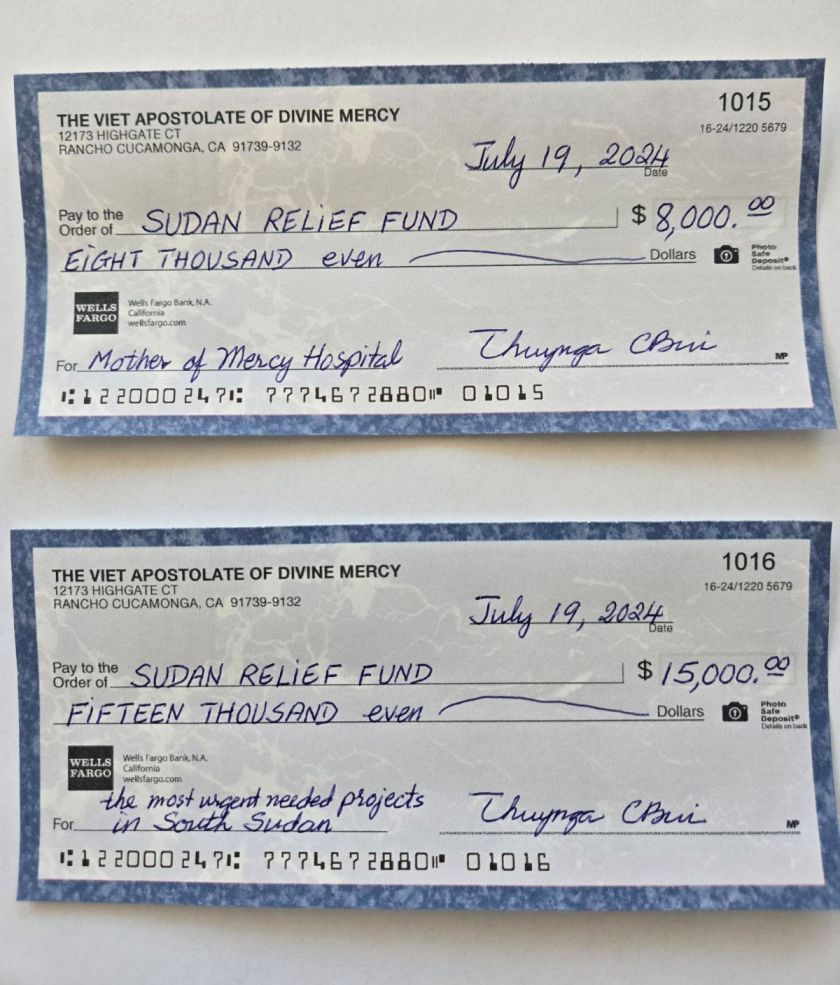 THE VIET APOSTOLATE OF DIVINE MERCY
12173 HIGHGATE CT
RANCHO CUCAMONGA, CA 91739-9132
1015
16-24/1220 5679
July 19, 2024
Date
Pay to the Order of SUDAN RELIEF FUND $ 8,000.00
EIGHT THOUSAND even Dollars
Photo Safe Deposit®
Details on back
WELLS FARGO
Wells Fargo Bank, N.A.
California
wellsfargo.com
For Mother of Mercy Hospital
Thuynga CBui
MP
⑆122000247⑆ 7774672880⑈ 01015
THE VIET APOSTOLATE OF DIVINE MERCY
12173 HIGHGATE CT
RANCHO CUCAMONGA, CA 91739-9132
1016
16-24/1220 5679
July 19, 2024
Date
Pay to the Order of SUDAN RELIEF FUND $ 15,000.00
FIFTEEN THOUSAND even Dollars
Photo Safe Deposit®
Details on back
WELLS FARGO
Wells Fargo Bank, N.A.
California
wellsfargo.com
the most urgent needed projects
For in South Sudan
Thuynga CBui
MP
⑆122000247⑆ 7774672880⑈ 01016